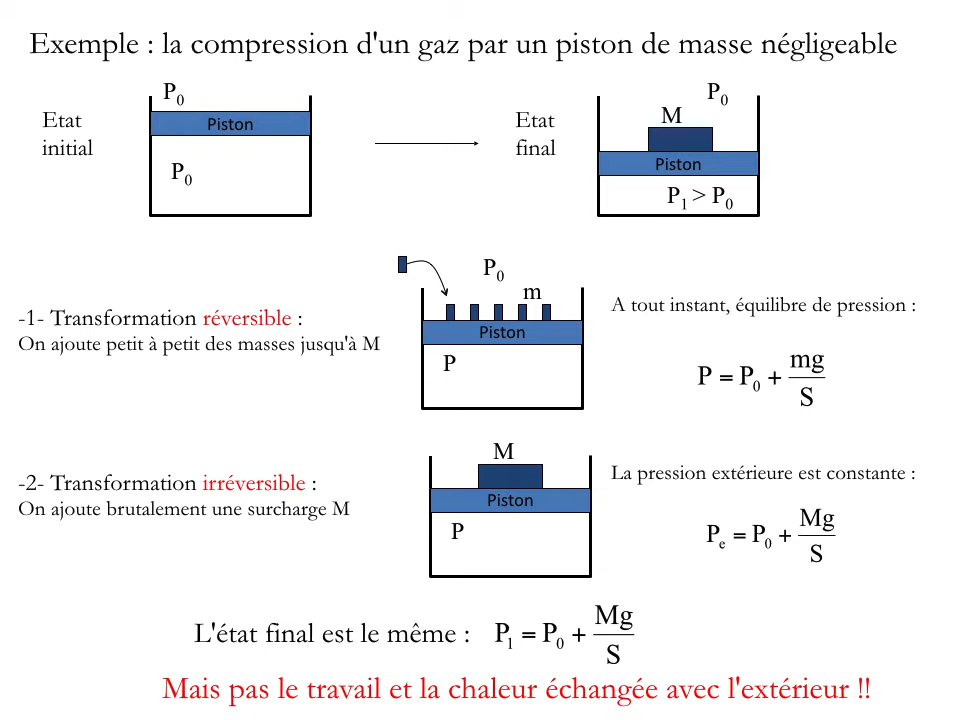 Exemple : la compression d'un gaz par un piston de masse négligeable
Etat
initial
P₀
Piston
P₀
Etat
final
P₀
M
Piston
P₁ > P₀
-1- Transformation réversible :
On ajoute petit à petit des masses jusqu'à M
P₀
m
Piston
P
A tout instant, équilibre de pression :
P = P₀ + mg/S
-2- Transformation irréversible :
On ajoute brutalement une surcharge M
M
Piston
P
La pression extérieure est constante :
Pₑ = P₀ + Mg/S
L'état final est le même : P₁ = P₀ + Mg/S
Mais pas le travail et la chaleur échangée avec l'extérieur !!